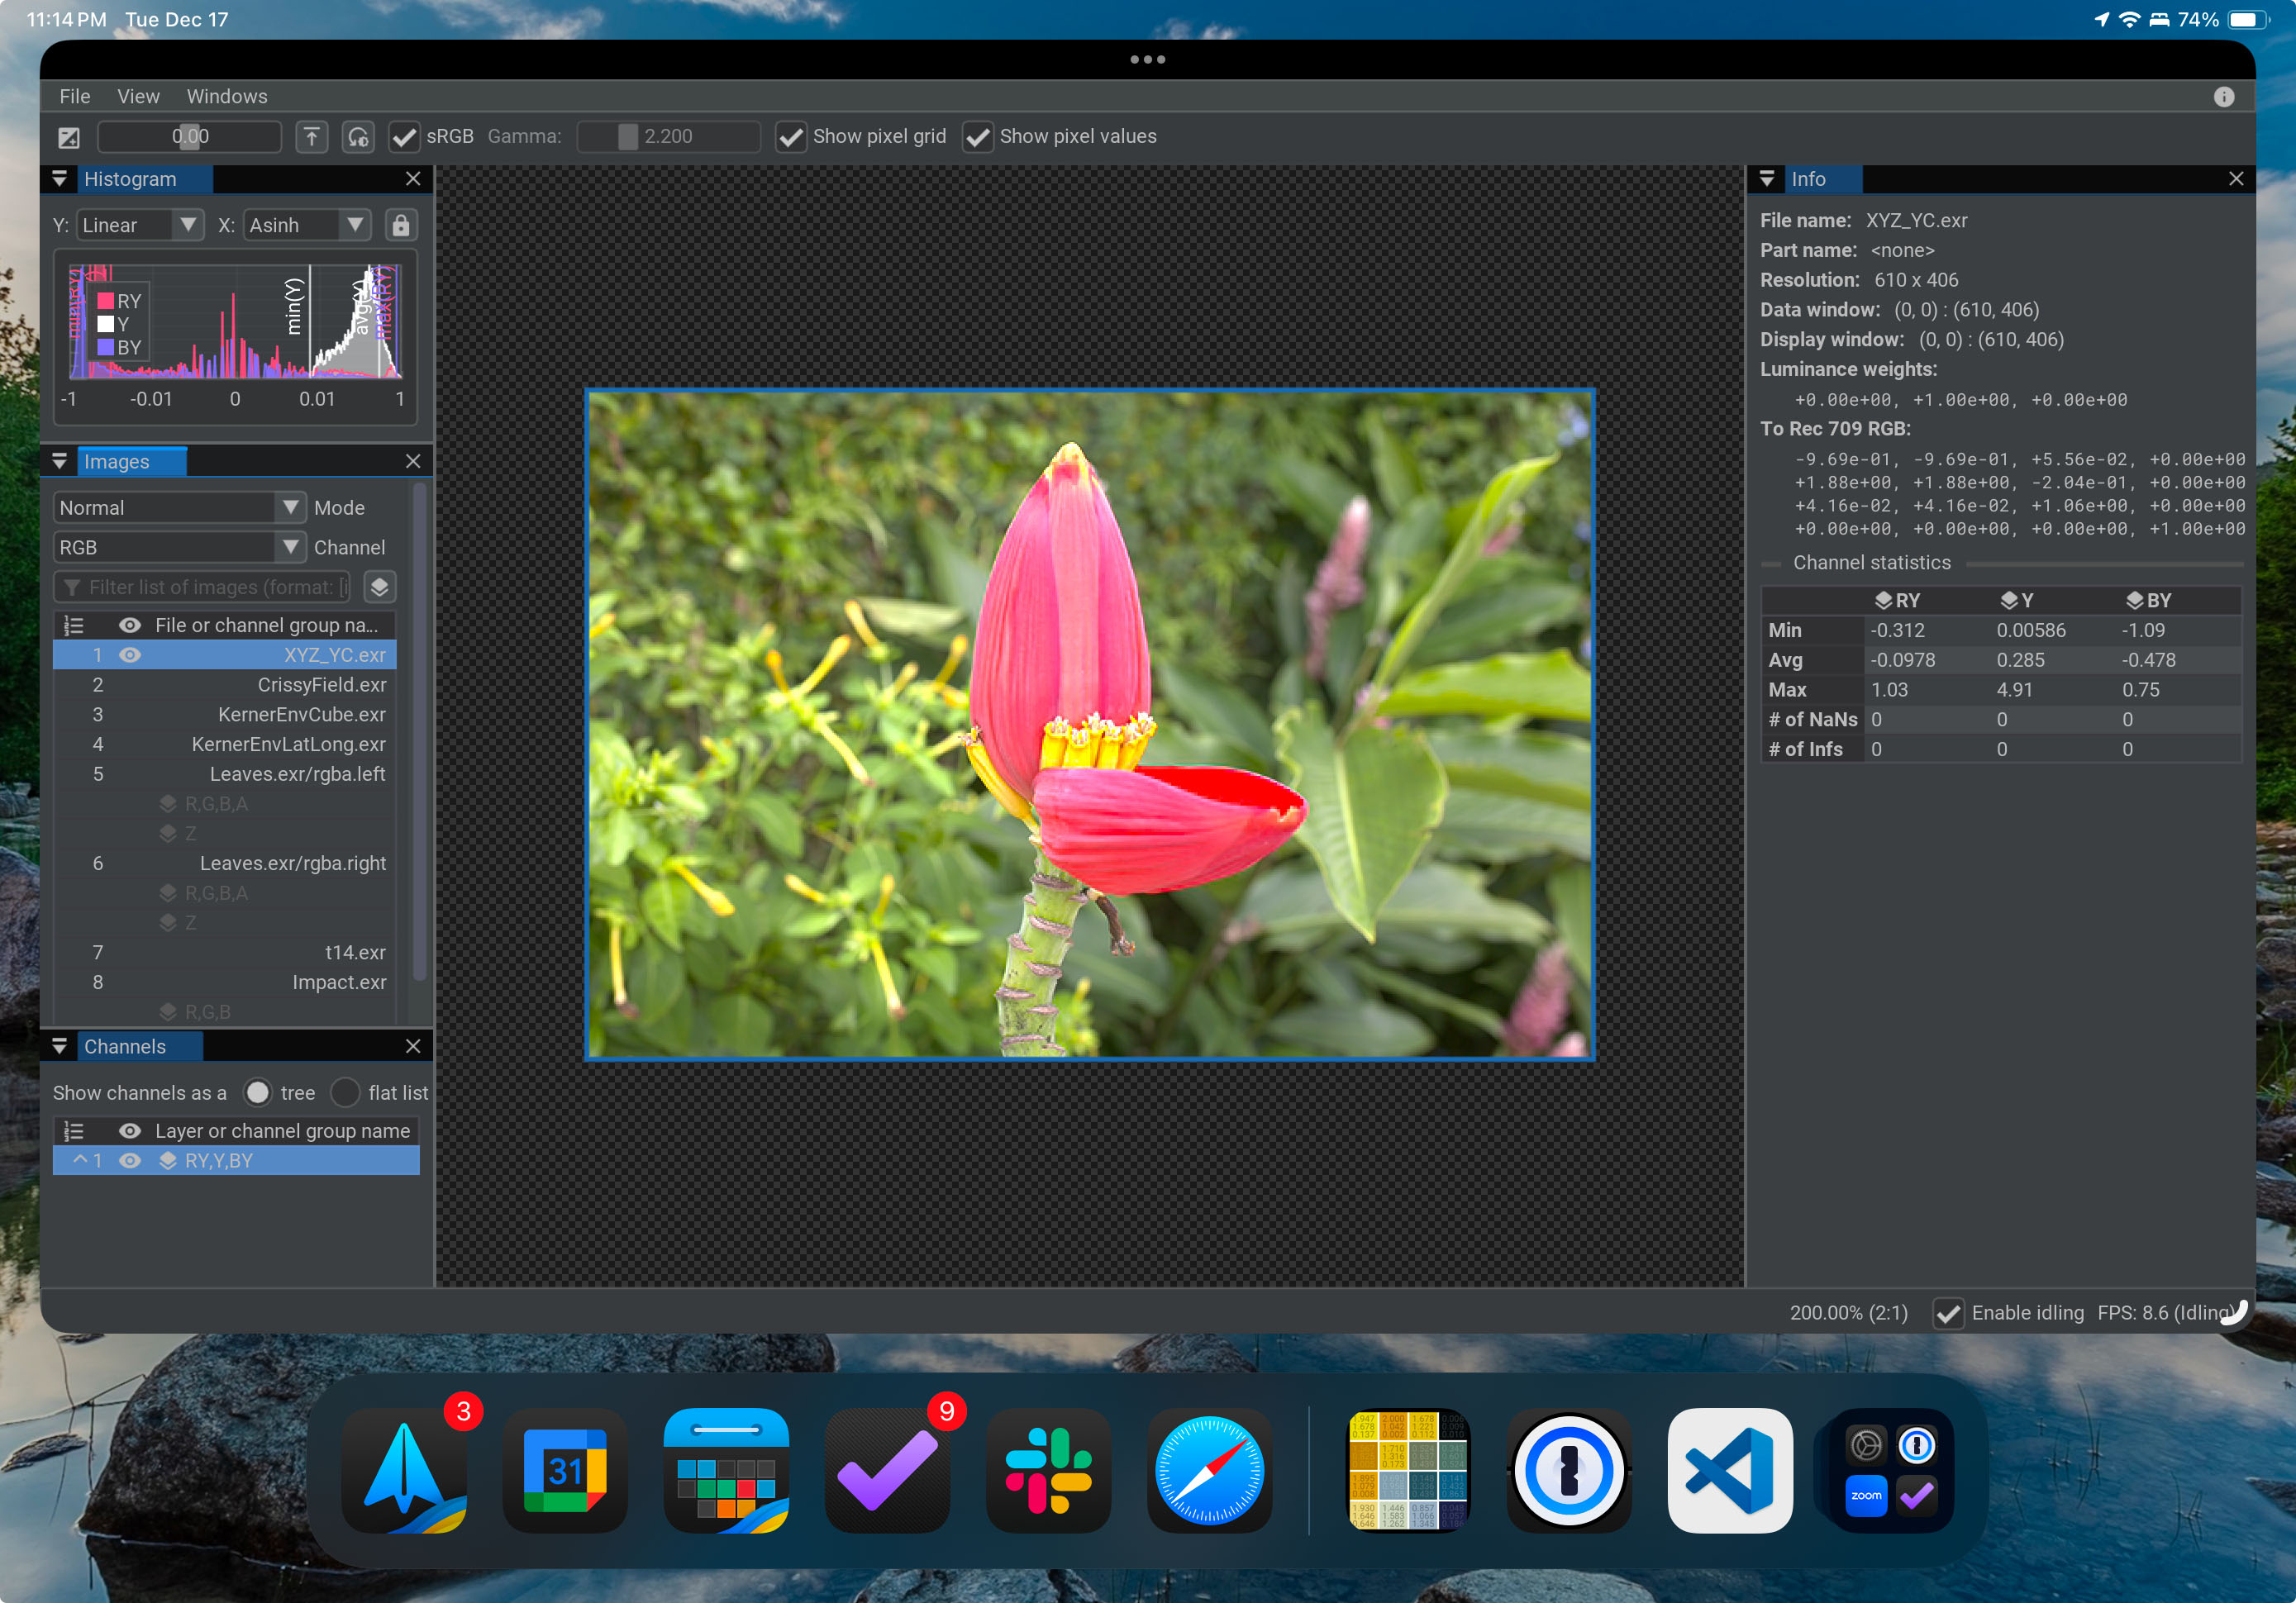 11:14 PM Tue Dec 17
74%
File View Windows
0.00 sRGB Gamma: 2.200 Show pixel grid Show pixel values
Histogram
Y: Linear X: Asinh
RY
Y
BY
min(Y)
avg(Y)
-1 -0.01 0 0.01 1
Images
Normal Mode
RGB Channel
Filter list of images (format: [i
File or channel group na...
1 XYZ_YC.exr
2 CrissyField.exr
3 KernerEnvCube.exr
4 KernerEnvLatLong.exr
5 Leaves.exr/rgba.left
R,G,B,A
Z
6 Leaves.exr/rgba.right
R,G,B,A
Z
7 t14.exr
8 Impact.exr
R,G,B
Channels
Show channels as a tree flat list
Layer or channel group name
1 RY,Y,BY
Info
File name: XYZ_YC.exr
Part name: <none>
Resolution: 610 x 406
Data window: (0, 0) : (610, 406)
Display window: (0, 0) : (610, 406)
Luminance weights:
+0.00e+00, +1.00e+00, +0.00e+00
To Rec 709 RGB:
-9.69e-01, -9.69e-01, +5.56e-02, +0.00e+00
+1.88e+00, +1.88e+00, -2.04e-01, +0.00e+00
+4.16e-02, +4.16e-02, +1.06e+00, +0.00e+00
+0.00e+00, +0.00e+00, +0.00e+00, +1.00e+00
Channel statistics
RY Y BY
Min -0.312 0.00586 -1.09
Avg -0.0978 0.285 -0.478
Max 1.03 4.91 0.75
# of NaNs 0 0 0
# of Infs 0 0 0
200.00% (2:1) Enable idling FPS: 8.6 (Idling)
3
31
9
zoom